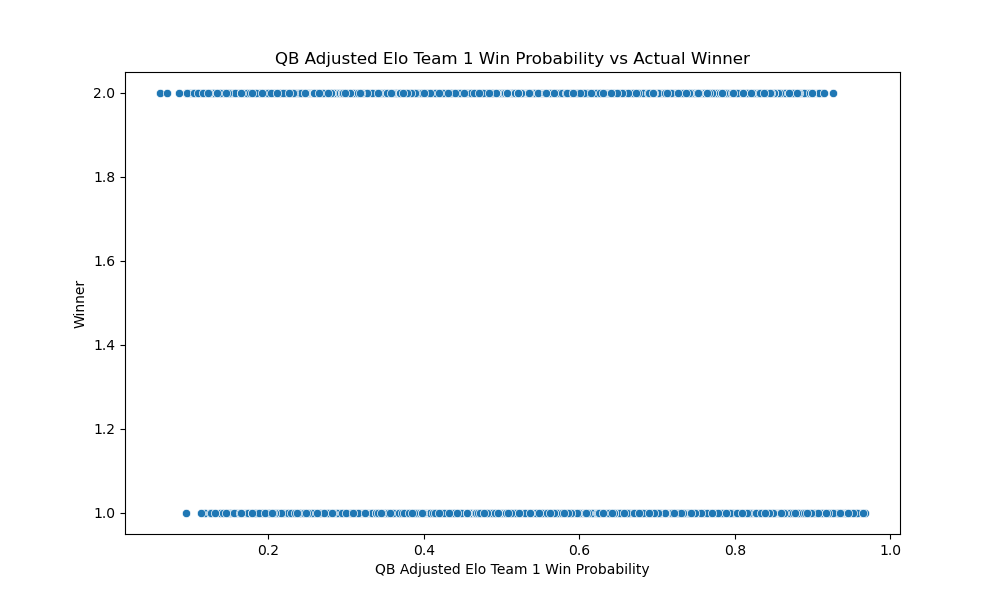 QB Adjusted Elo Team 1 Win Probability vs Actual Winner
2.0
1.8
1.6
1.4
1.2
1.0
Winner
0.2 0.4 0.6 0.8 1.0
QB Adjusted Elo Team 1 Win Probability